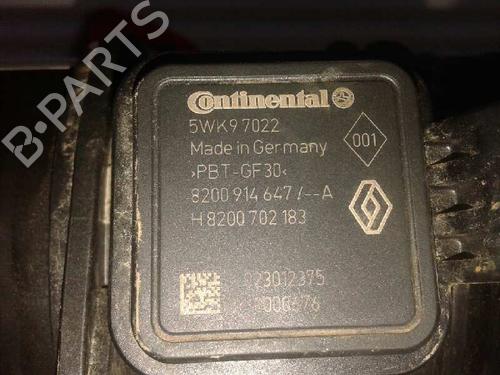 B-PARTS
Continental
5WK9 7022
Made in Germany
001
>PBT-GF30<
8200 914 647 /--A
H 8200 702 183
023012375